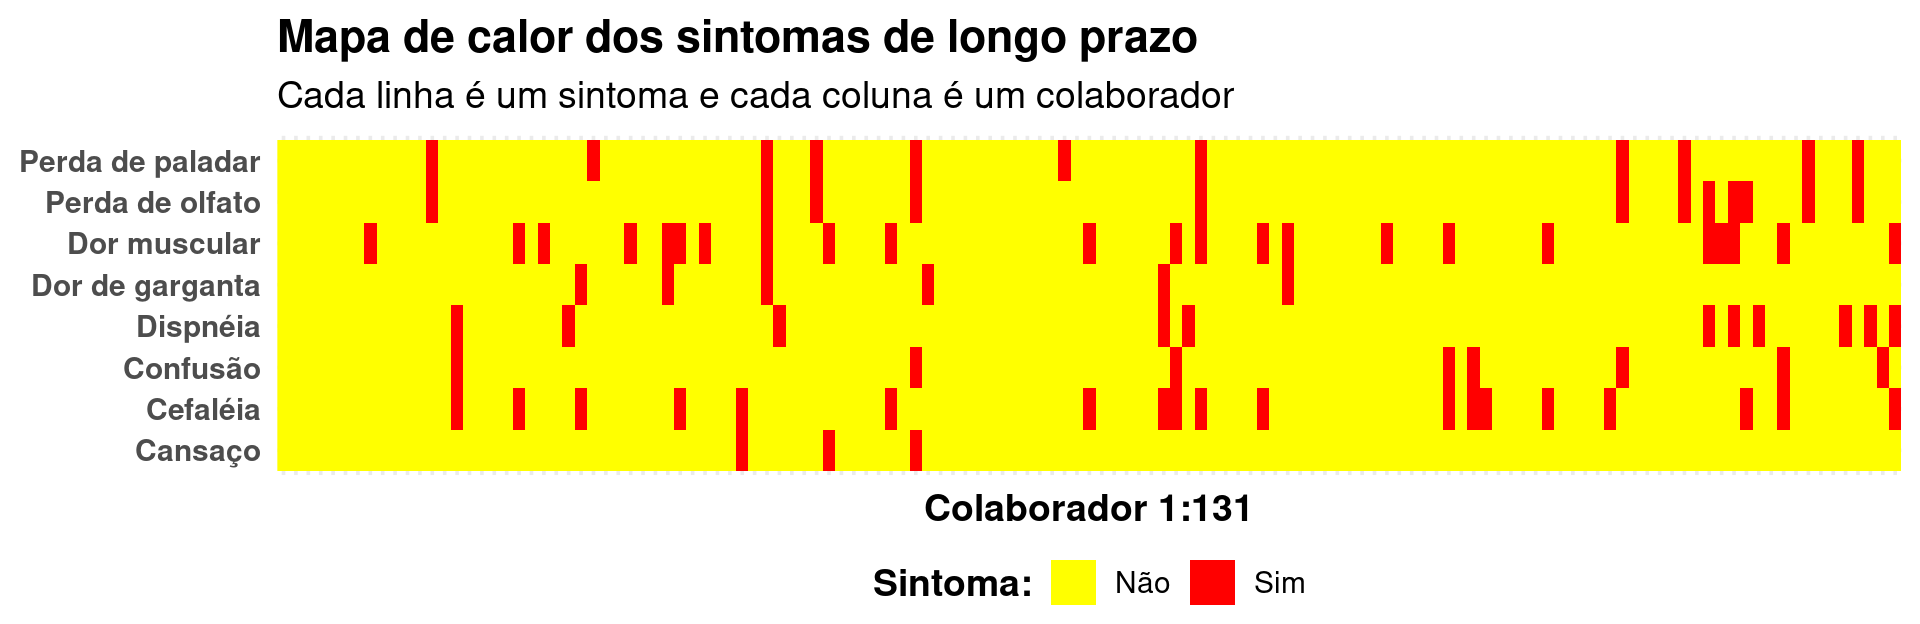 Mapa de calor dos sintomas de longo prazo
Cada linha é um sintoma e cada coluna é um colaborador
Perda de paladar
Perda de olfato
Dor muscular
Dor de garganta
Dispnéia
Confusão
Cefaléia
Cansaço
Colaborador 1:131
Sintoma: Não Sim